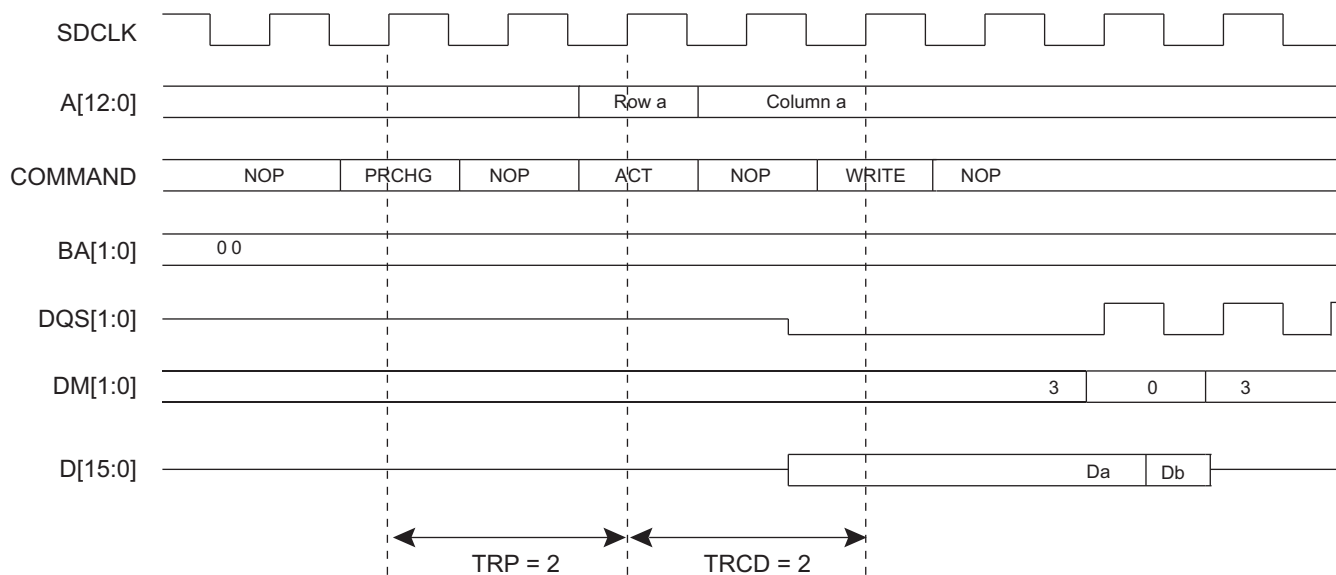 SDCLK
A[12:0] Row a Column a
COMMAND NOP PRCHG NOP ACT NOP WRITE NOP
BA[1:0] 0 0
DQS[1:0]
DM[1:0] 3 0 3
D[15:0] Da Db
TRP = 2 TRCD = 2